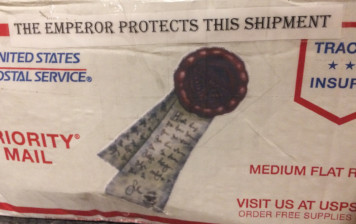 THE EMPEROR PROTECTS THIS SHIPMENT
UNITED STATES
POSTAL SERVICE®
TRAC
INSUR
PRIORITY®
MAIL
MEDIUM FLAT R
VISIT US AT USPS
ORDER FREE SUPPLIES